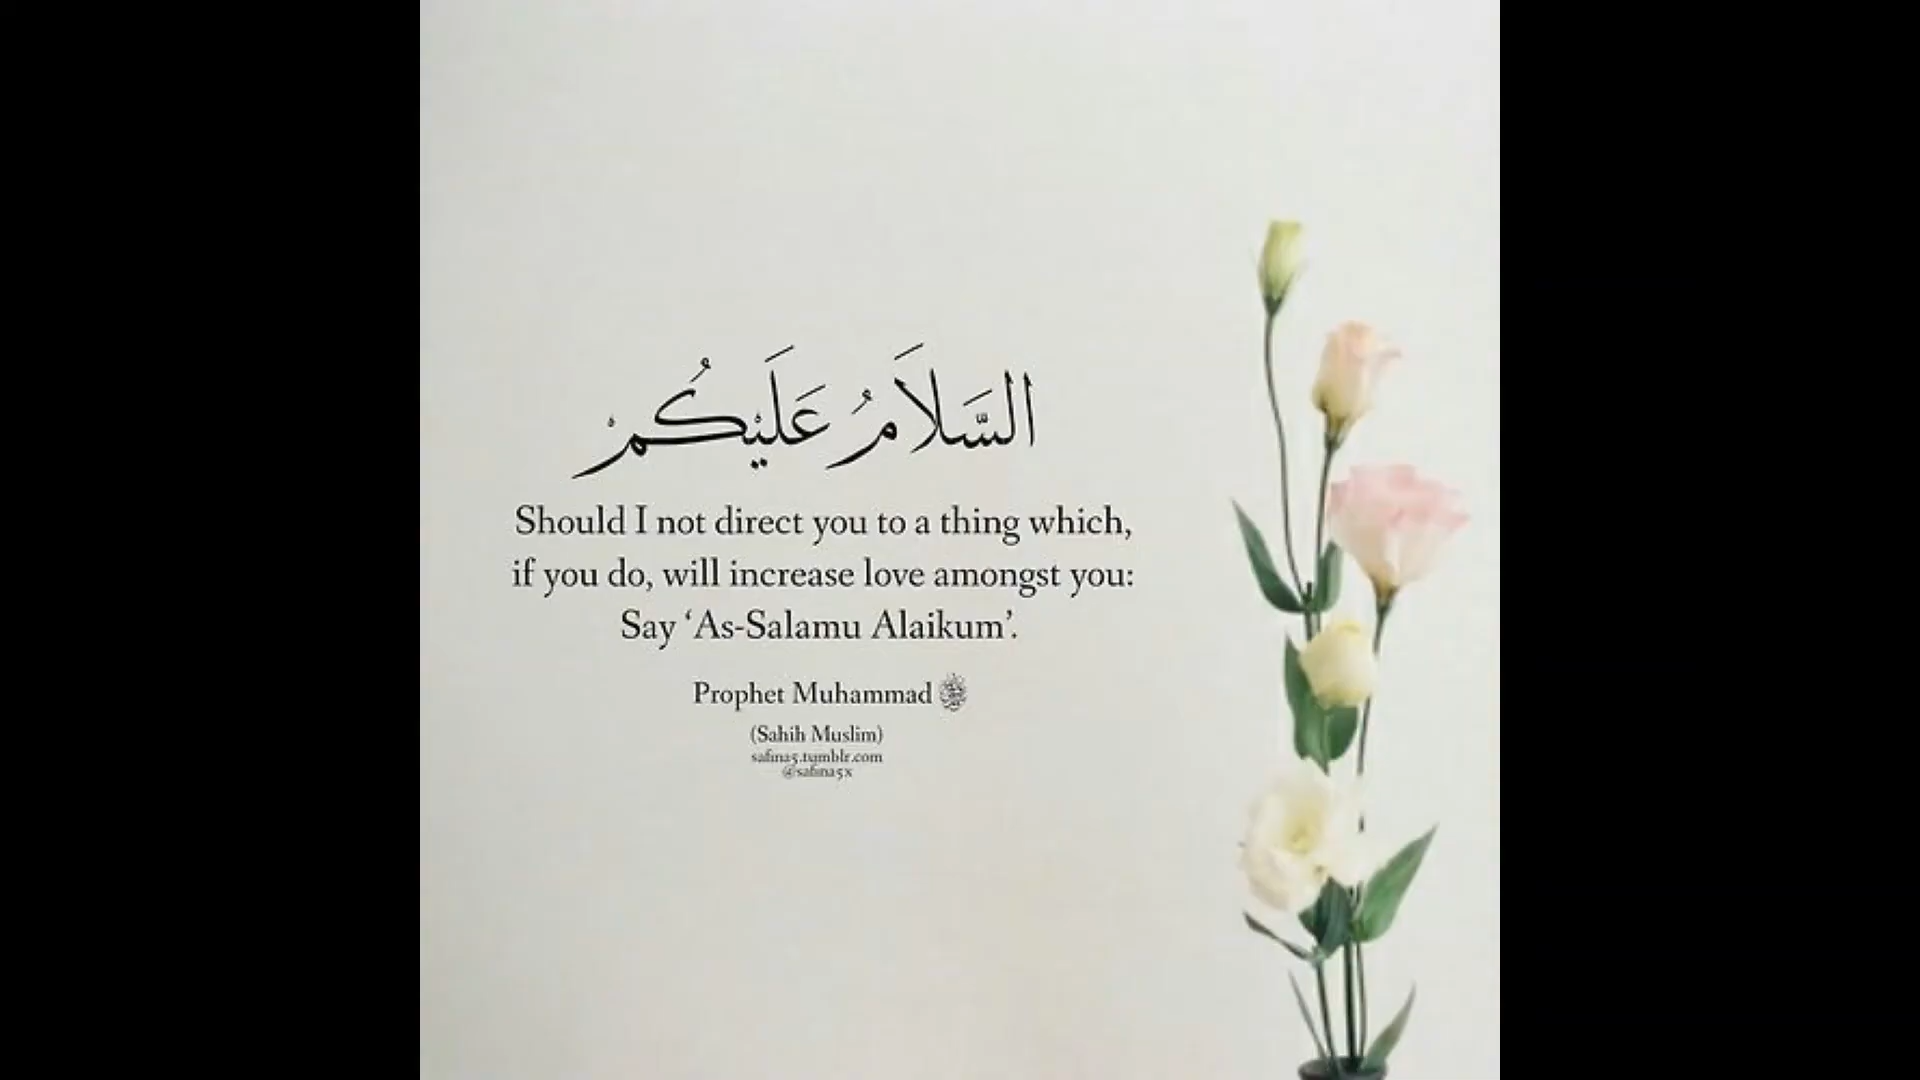 السَّلَامُ عَلَيْكُمْ
Should I not direct you to a thing which,
if you do, will increase love amongst you:
Say ‘As-Salamu Alaikum’.
Prophet Muhammad ﷺ
(Sahih Muslim)
safina5.tumblr.com
@safina5x